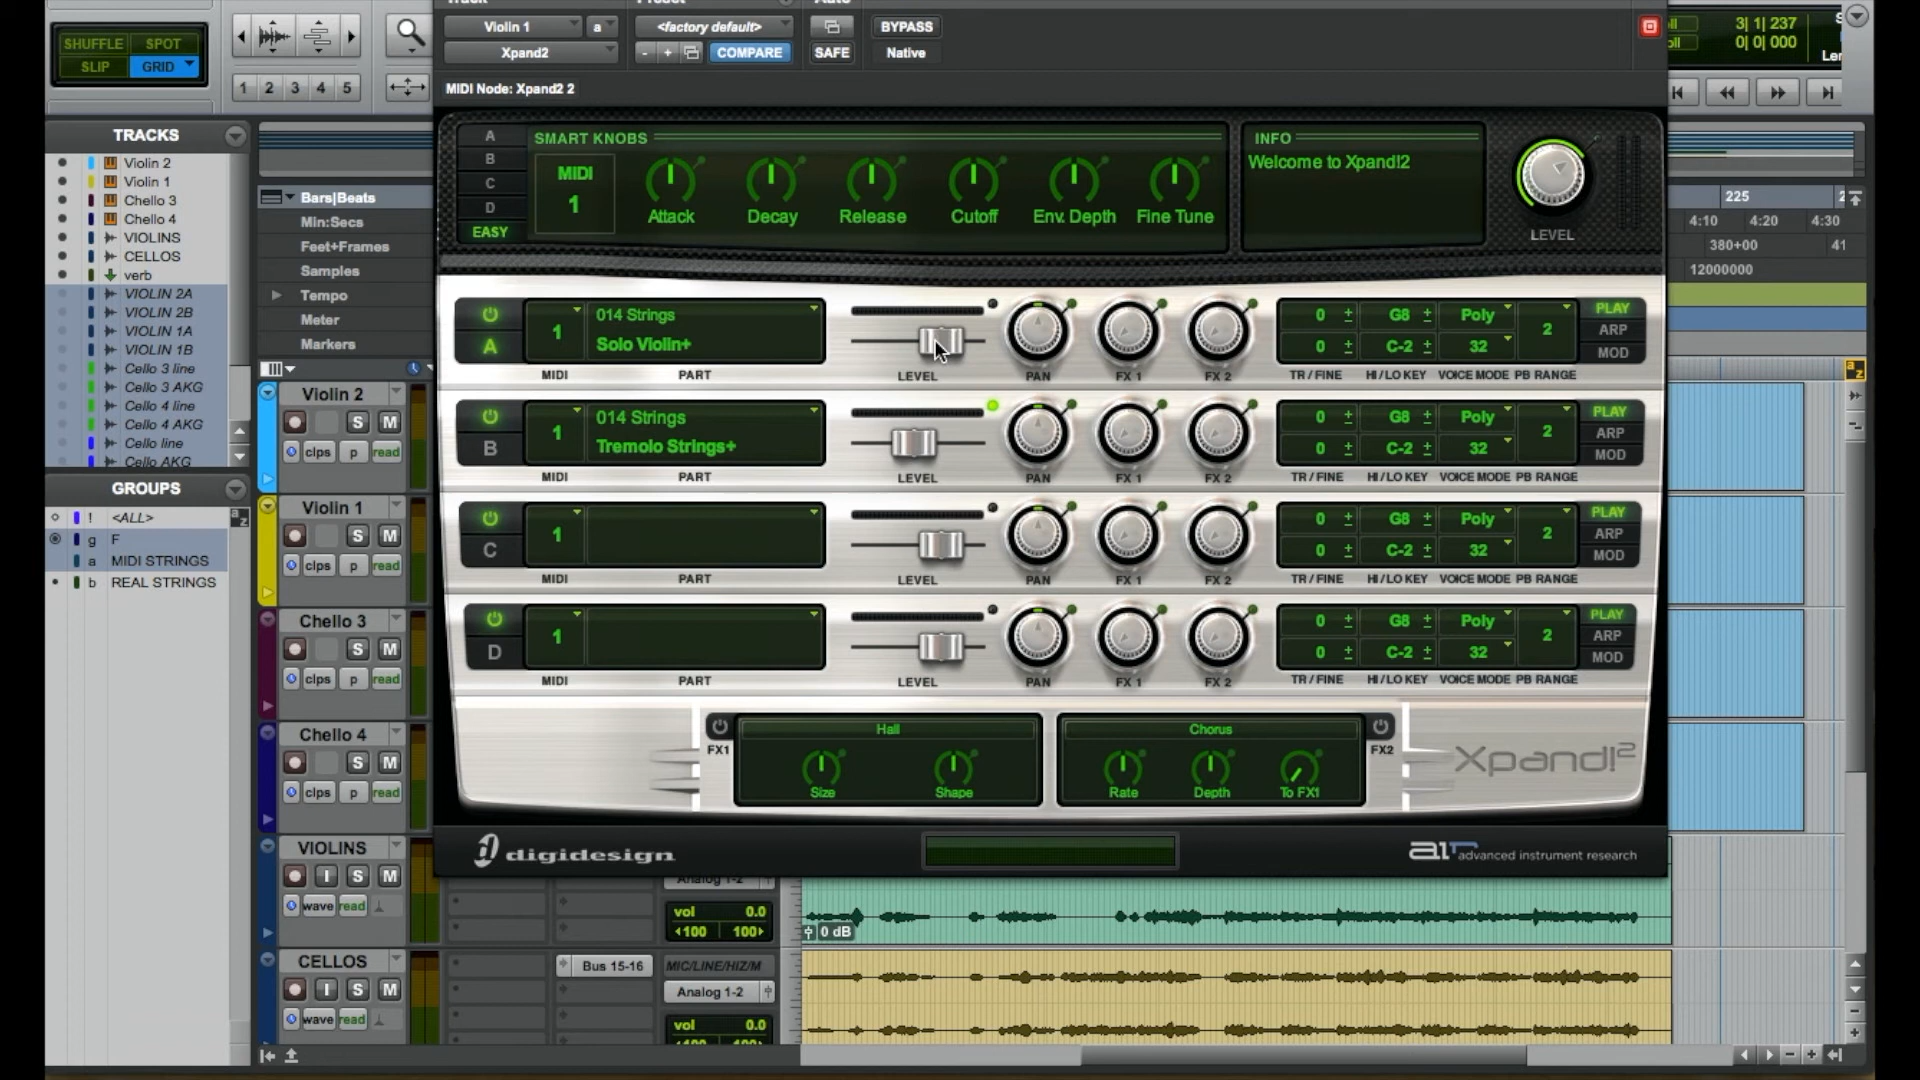 SHUFFLE SPOT
SLIP GRID
1 2 3 4 5
Violin 1 a <factory default> BYPASS
Xpand2 - + COMPARE SAFE Native
MIDI Node: Xpand2 2
3| 1| 237
0| 0| 000
TRACKS
Violin 2
Violin 1
Chello 3
Chello 4
VIOLINS
CELLOS
verb
VIOLIN 2A
VIOLIN 2B
VIOLIN 1A
VIOLIN 1B
Cello 3 line
Cello 3 AKG
Cello 4 line
Cello 4 AKG
Cello line
Cello AKG
GROUPS
! <ALL>
g F
a MIDI STRINGS
b REAL STRINGS
Bars|Beats
Min:Secs
Feet+Frames
Samples
Tempo
Meter
Markers
225
4:10 4:20 4:30
380+00 41
12000000
Violin 2
S M
clps p read
Violin 1
S M
clps p read
Chello 3
S M
clps p read
Chello 4
S M
clps p read
VIOLINS
I S M
wave read
CELLOS
I S M
wave read
A
B
C
D
EASY
SMART KNOBS
MIDI
1
Attack Decay Release Cutoff Env. Depth Fine Tune
INFO
Welcome to Xpand!2
LEVEL
A 1 014 Strings
Solo Violin+
0 G8 Poly 2 PLAY
0 C-2 32 ARP
MOD
MIDI PART LEVEL PAN FX 1 FX 2 TR / FINE HI / LO KEY VOICE MODE PB RANGE
B 1 014 Strings
Tremolo Strings+
0 G8 Poly 2 PLAY
0 C-2 32 ARP
MOD
MIDI PART LEVEL PAN FX 1 FX 2 TR / FINE HI / LO KEY VOICE MODE PB RANGE
C 1
0 G8 Poly 2 PLAY
0 C-2 32 ARP
MOD
MIDI PART LEVEL PAN FX 1 FX 2 TR / FINE HI / LO KEY VOICE MODE PB RANGE
D 1
0 G8 Poly 2 PLAY
0 C-2 32 ARP
MOD
MIDI PART LEVEL PAN FX 1 FX 2 TR / FINE HI / LO KEY VOICE MODE PB RANGE
FX1 Hall
Size Shape
Chorus FX2
Rate Depth To FX1
Xpand!2
digidesign
air advanced instrument research
Analog 1-2
vol 0.0
100 100
0 dB
Bus 15-16 MIC/LINE/HIZ/M
Analog 1-2
vol 0.0